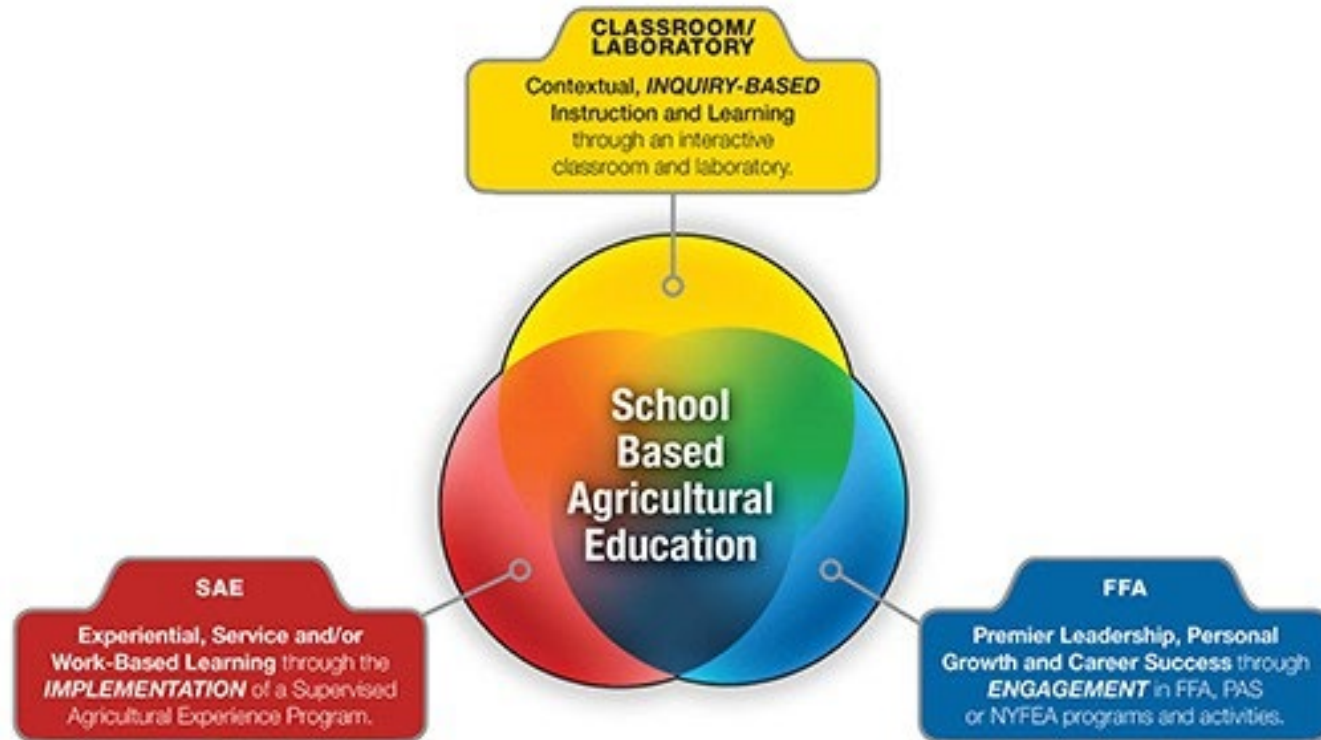 CLASSROOM/
LABORATORY
Contextual, INQUIRY-BASED
Instruction and Learning
through an interactive
classroom and laboratory.
School
Based
Agricultural
Education
SAE
Experiential, Service and/or
Work-Based Learning through the
IMPLEMENTATION of a Supervised
Agricultural Experience Program.
FFA
Premier Leadership, Personal
Growth and Career Success through
ENGAGEMENT in FFA, PAS
or NYFEA programs and activities.